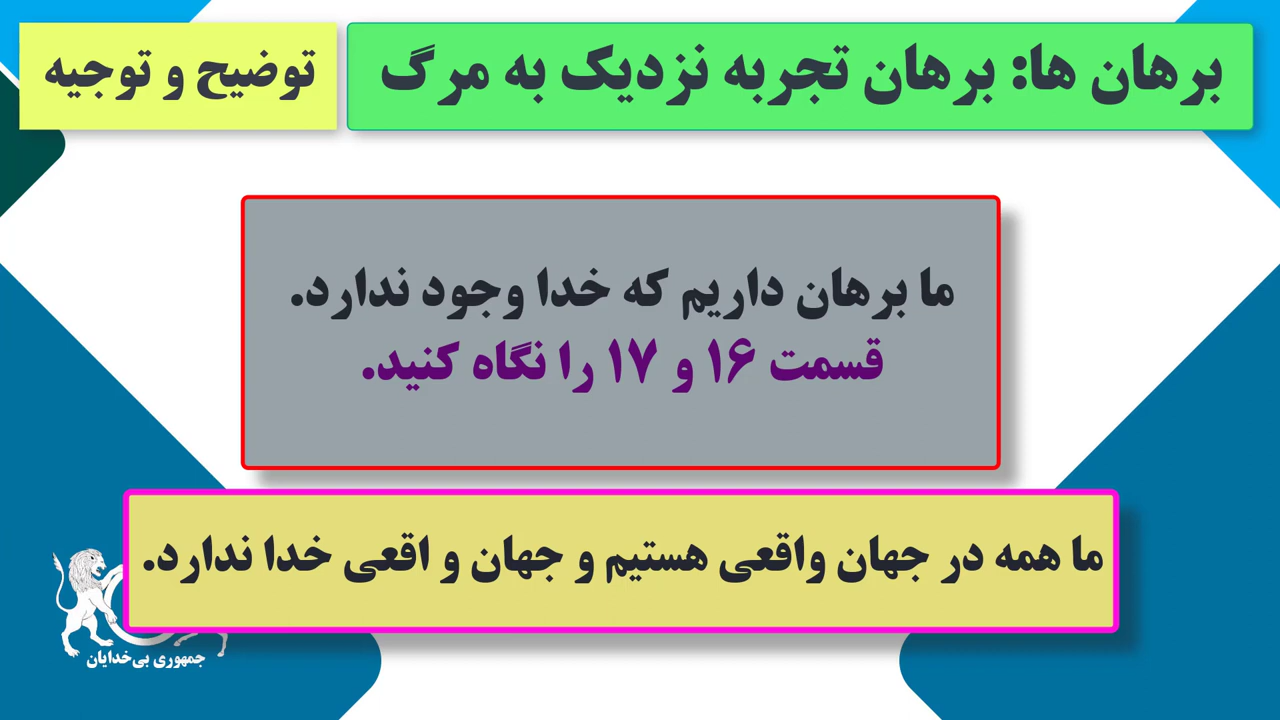 برهان ها: برهان تجربه نزدیک به مرگ
توضیح و توجیه
ما برهان داریم که خدا وجود ندارد.
قسمت ۱۶ و ۱۷ را نگاه کنید.
ما همه در جهان واقعی هستیم و جهان و اقعی خدا ندارد.
جمهوری بی‌خدایان